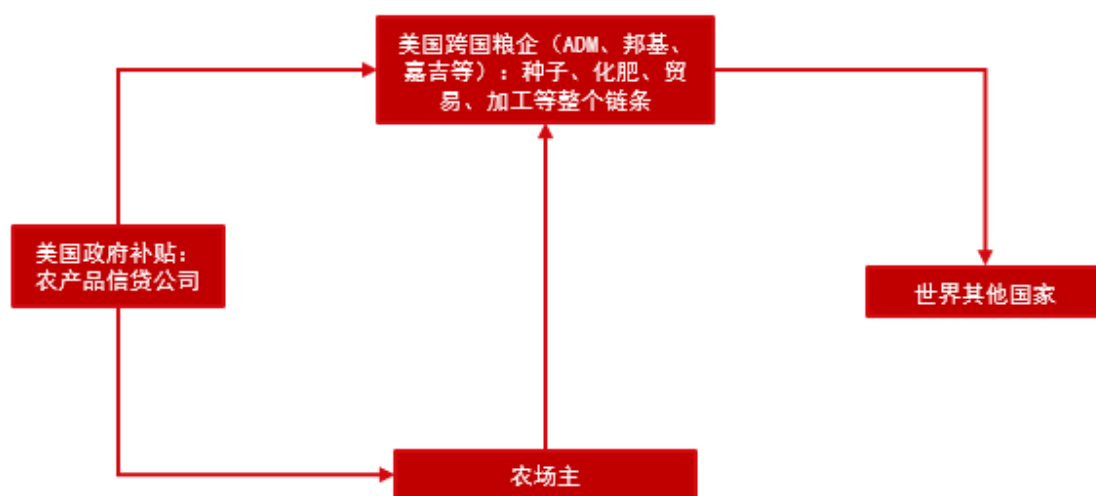 美国跨国粮企（ADM、邦基、
嘉吉等）：种子、化肥、贸
易、加工等整个链条
美国政府补贴：
农产品信贷公司
世界其他国家
农场主